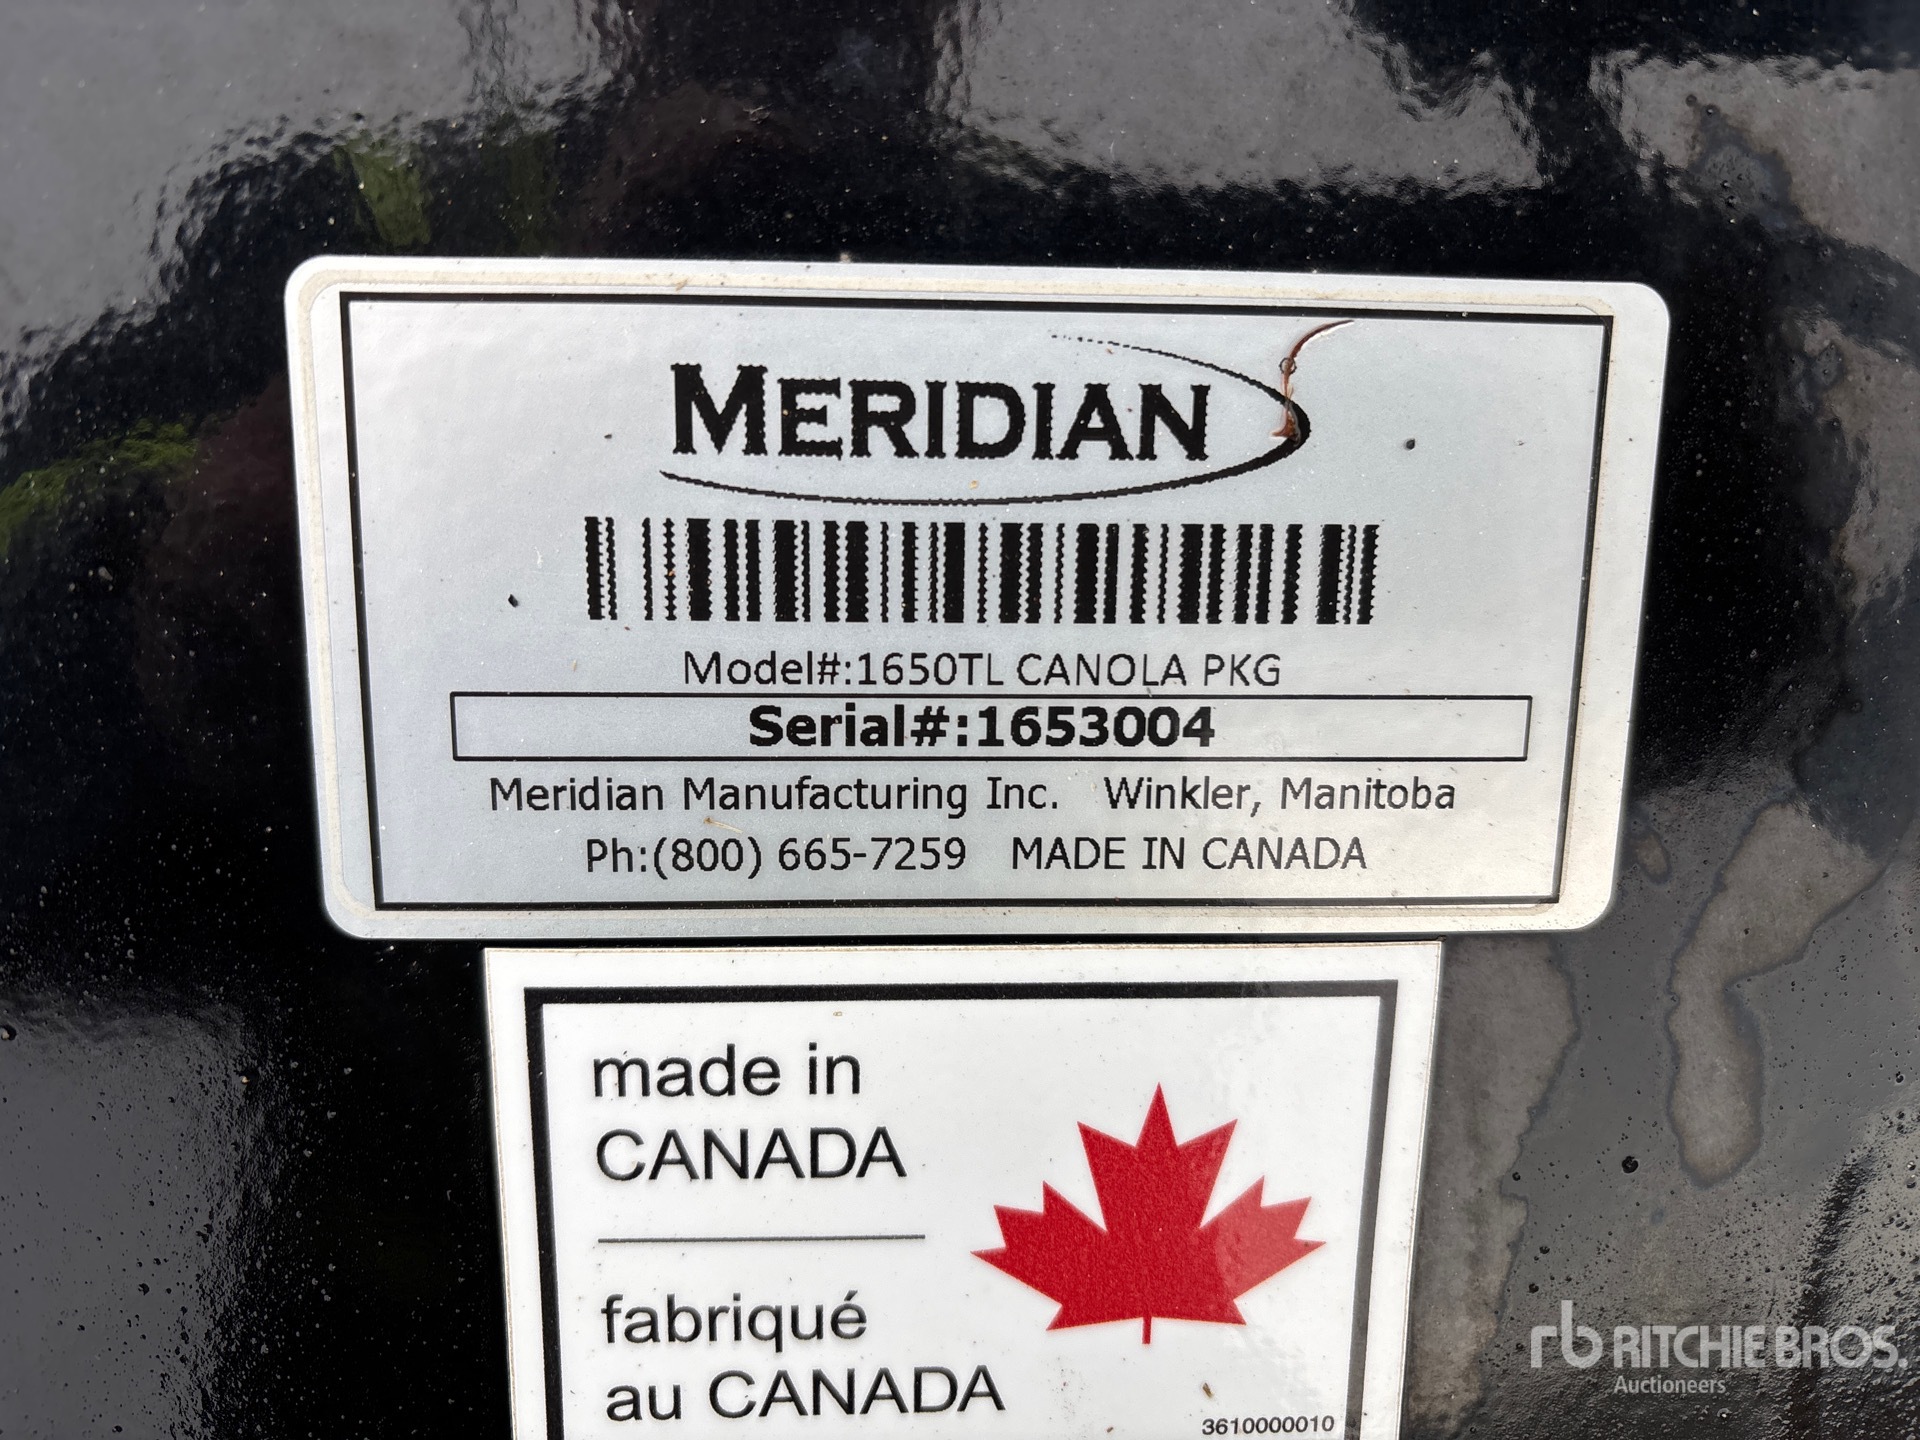 MERIDIAN
Model#:1650TL CANOLA PKG
Serial#:1653004
Meridian Manufacturing Inc. Winkler, Manitoba
Ph:(800) 665-7259 MADE IN CANADA
made in
CANADA
fabriqué
au CANADA
3610000010
rb RITCHIE BROS.
Auctioneers